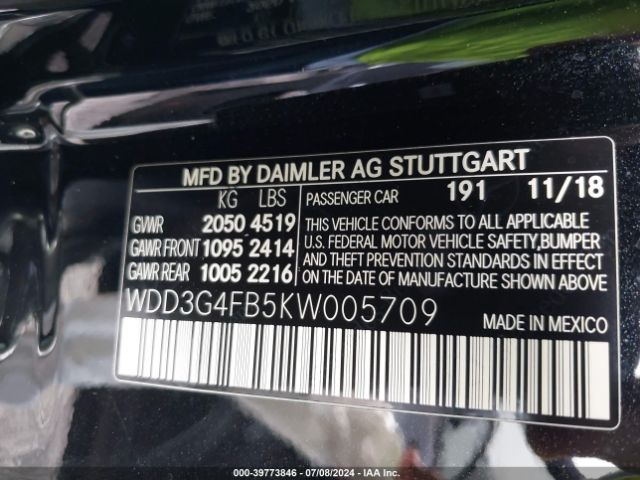 MFD BY DAIMLER AG STUTTGART
KG LBS
GVWR 2050 4519
GAWR FRONT 1095 2414
GAWR REAR 1005 2216
PASSENGER CAR 191 11/18
THIS VEHICLE CONFORMS TO ALL APPLICABLE
U.S. FEDERAL MOTOR VEHICLE SAFETY,BUMPER
AND THEFT PREVENTION STANDARDS IN EFFECT
ON THE DATE OF MANUFACTURE SHOWN ABOVE
WDD3G4FB5KW005709
MADE IN MEXICO
000-39773846 - 07/08/2024 - IAA Inc.